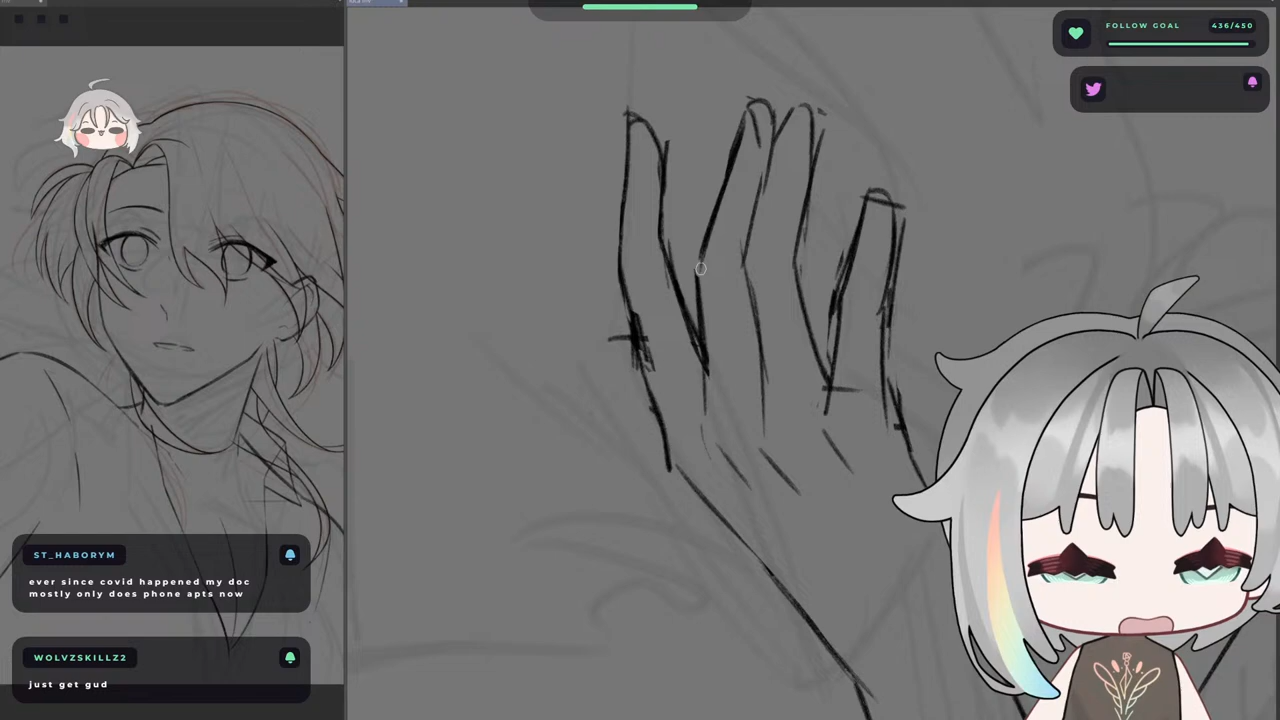 FOLLOW GOAL 436/450
ST_HABORYM
ever since covid happened my doc
mostly only does phone apts now
WOLVZSKILLZ2
just get gud